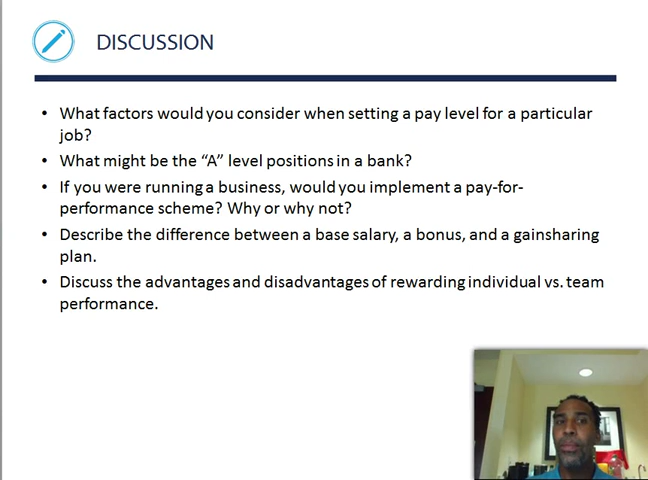 DISCUSSION
• What factors would you consider when setting a pay level for a particular
job?
• What might be the “A” level positions in a bank?
• If you were running a business, would you implement a pay-for-
performance scheme? Why or why not?
• Describe the difference between a base salary, a bonus, and a gainsharing
plan.
• Discuss the advantages and disadvantages of rewarding individual vs. team
performance.